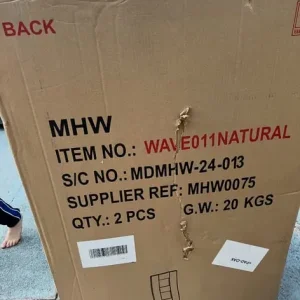 BACK
MHW
ITEM NO.: WAVE011NATURAL
S/C NO.: MDMHW-24-013
SUPPLIER REF: MHW0075
QTY.: 2 PCS G.W.: 20 KGS